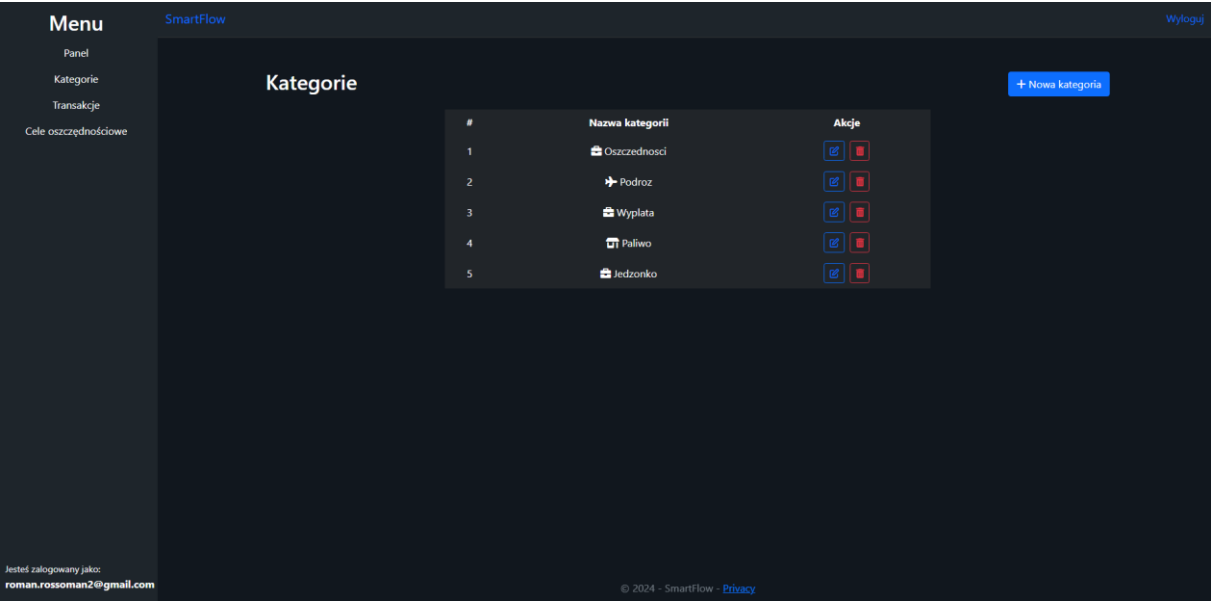 Menu
Panel
Kategorie
Transakcje
Cele oszczędnościowe
Jesteś zalogowany jako:
roman.rossoman2@gmail.com
SmartFlow
Wyloguj
Kategorie
+ Nowa kategoria
# Nazwa kategorii Akcje
1 Oszczednosci
2 Podroz
3 Wyplata
4 Paliwo
5 Jedzonko
© 2024 - SmartFlow - Privacy